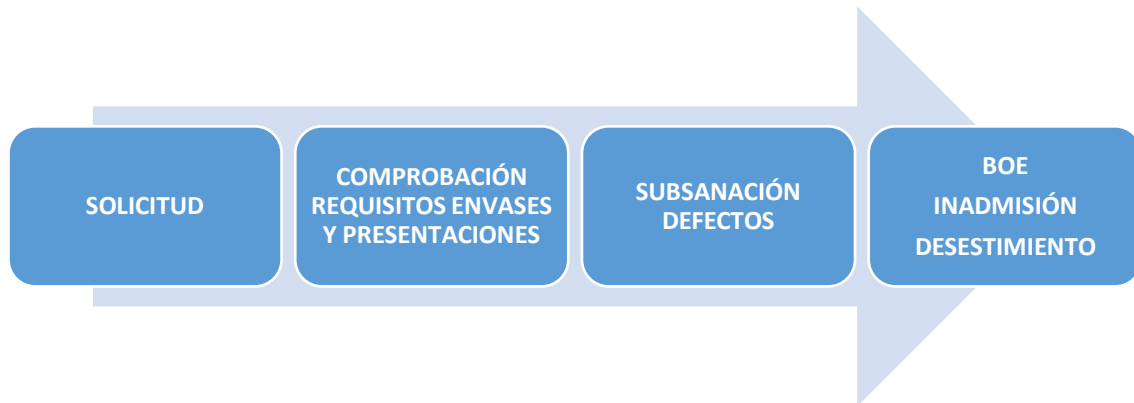 SOLICITUD
COMPROBACIÓN
REQUISITOS ENVASES
Y PRESENTACIONES
SUBSANACIÓN
DEFECTOS
BOE
INADMISIÓN
DESESTIMIENTO